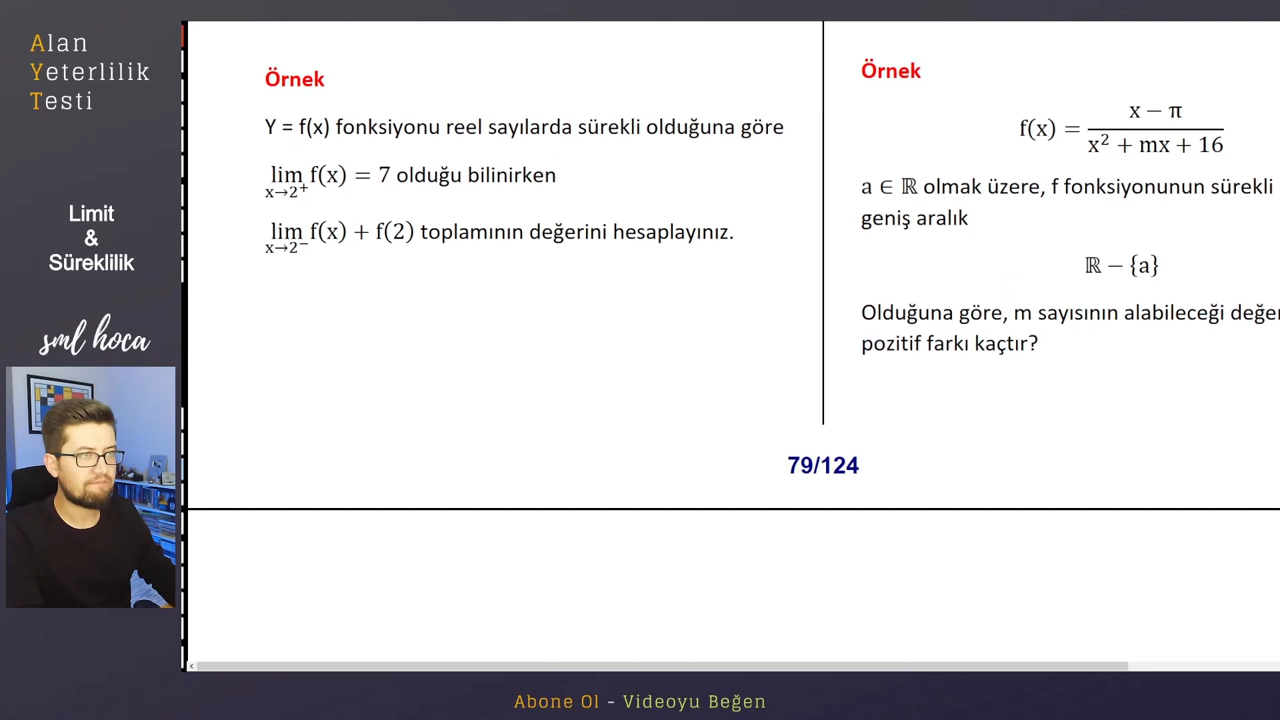 Alan
Yeterlilik
Testi
Limit
&
Süreklilik
sml hoca
Örnek
Y = f(x) fonksiyonu reel sayılarda sürekli olduğuna göre
lim x→2⁺ f(x) = 7 olduğu bilinirken
lim x→2⁻ f(x) + f(2) toplamının değerini hesaplayınız.
Örnek
f(x) = (x − π) / (x² + mx + 16)
a ∈ ℝ olmak üzere, f fonksiyonunun sürekli
geniş aralık
ℝ − {a}
Olduğuna göre, m sayısının alabileceği değe
pozitif farkı kaçtır?
79/124
Abone Ol - Videoyu Beğen